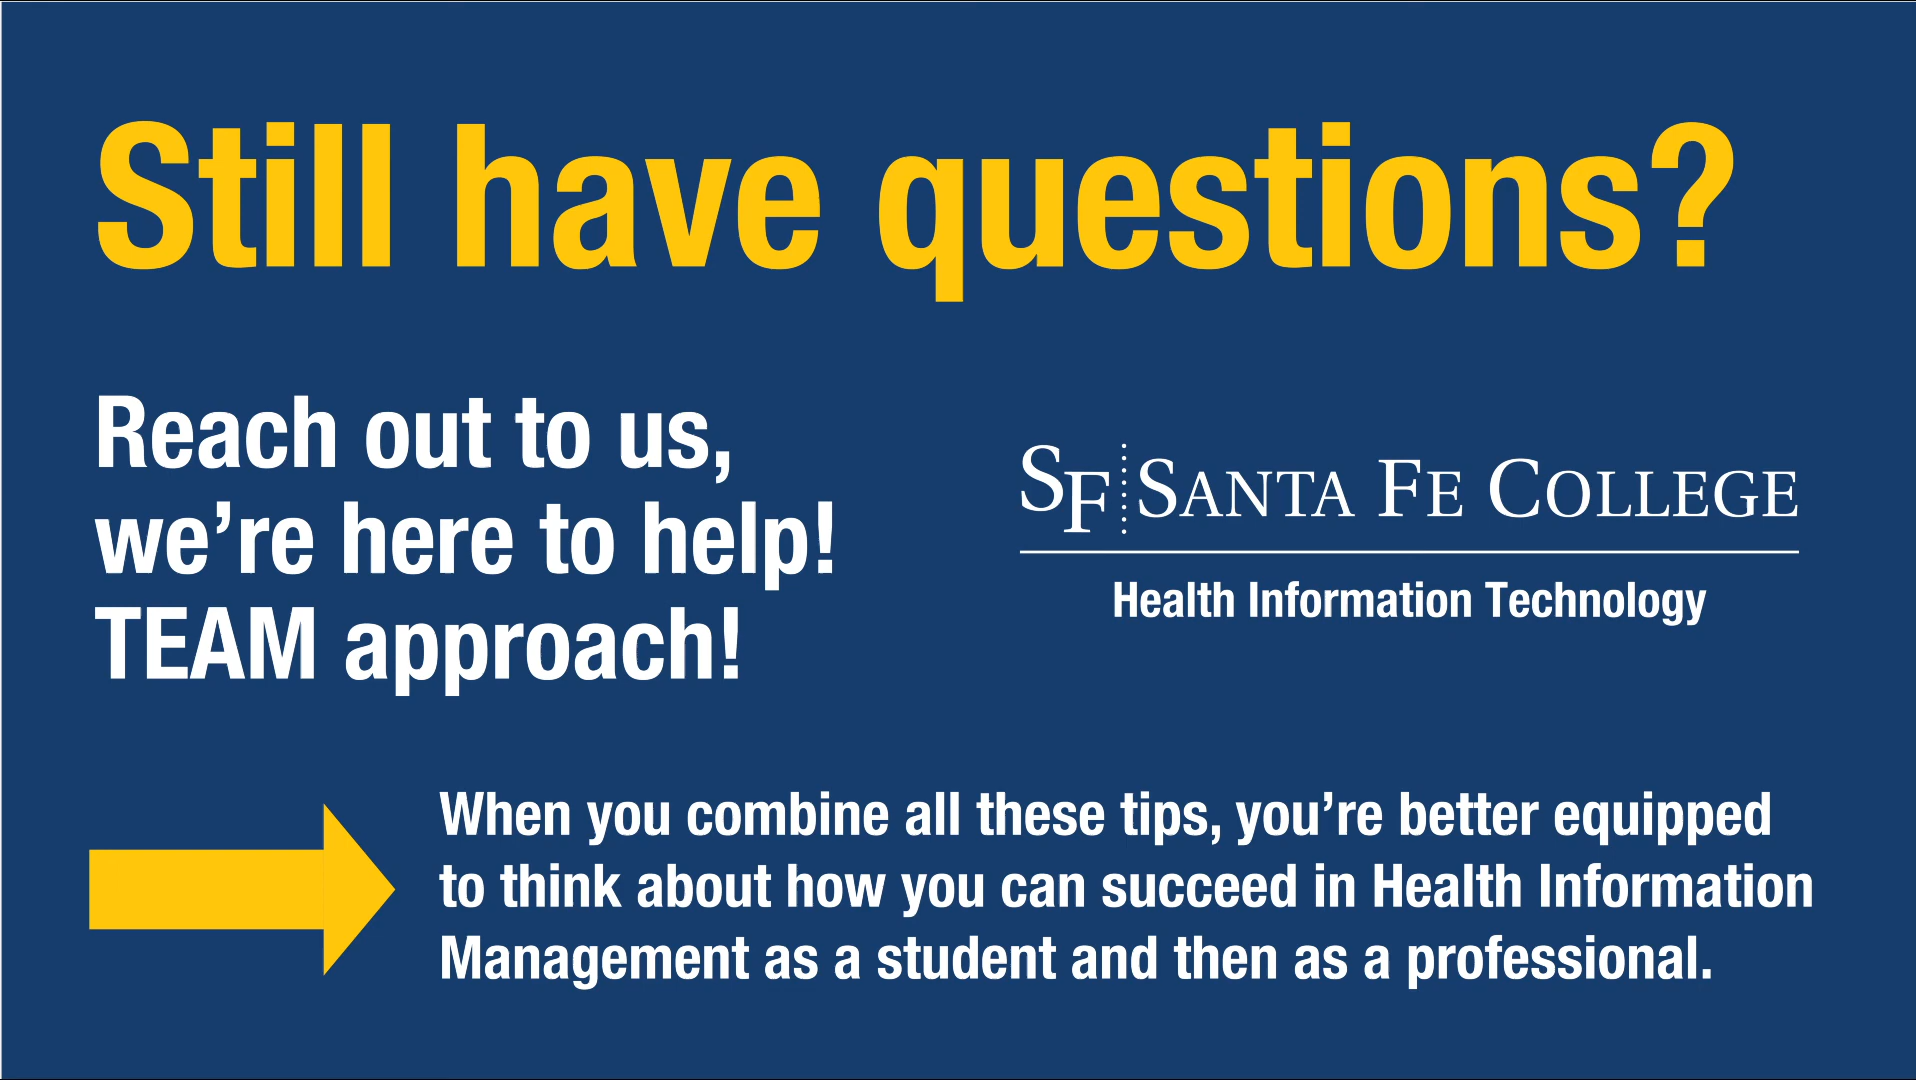 Still have questions?
Reach out to us,
we’re here to help!
TEAM approach!
SF SANTA FE COLLEGE
Health Information Technology
When you combine all these tips, you’re better equipped
to think about how you can succeed in Health Information
Management as a student and then as a professional.